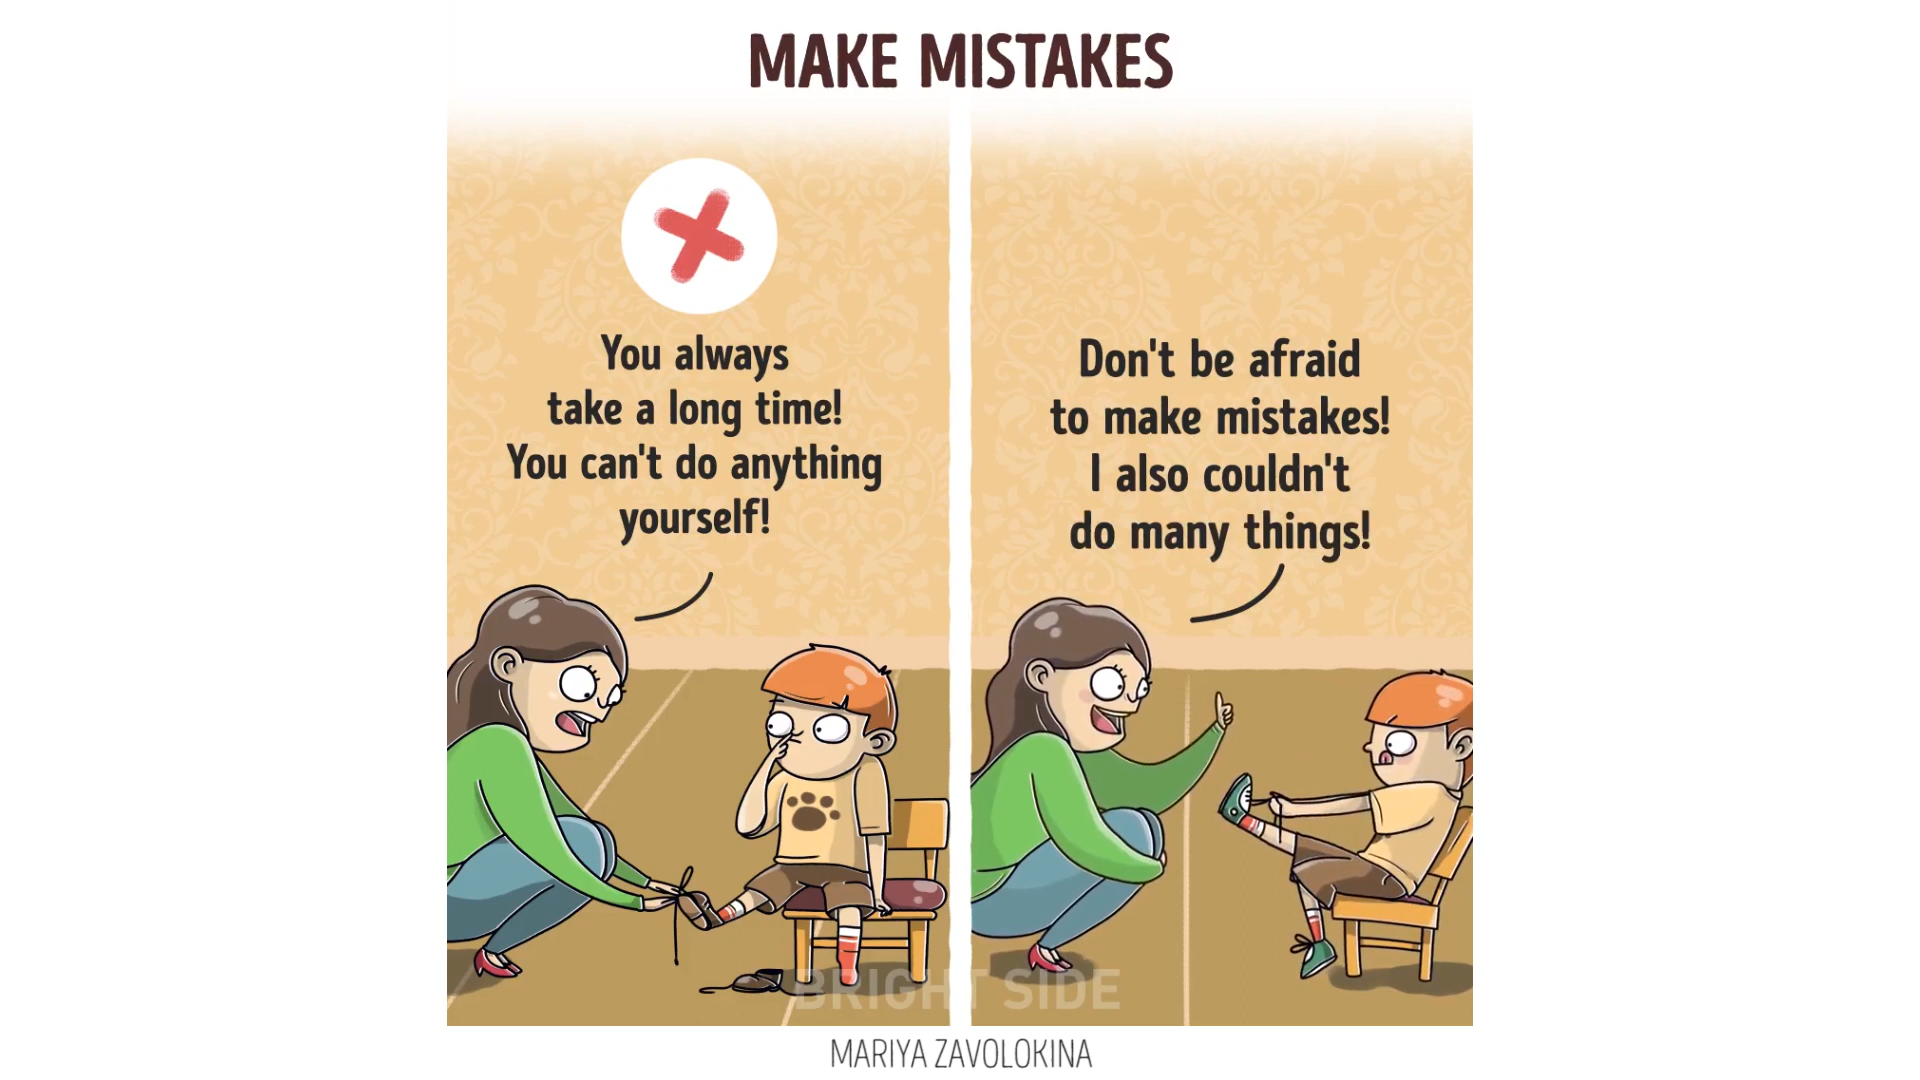 MAKE MISTAKES
You always
take a long time!
You can't do anything
yourself!
Don't be afraid
to make mistakes!
I also couldn't
do many things!
BRIGHT SIDE
MARIYA ZAVOLOKINA